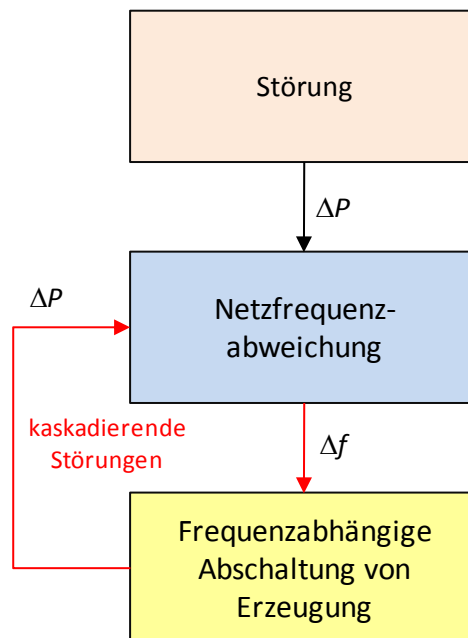 Störung
ΔP
ΔP
Netzfrequenz-
abweichung
kaskadierende
Störungen
Δf
Frequenzabhängige
Abschaltung von
Erzeugung